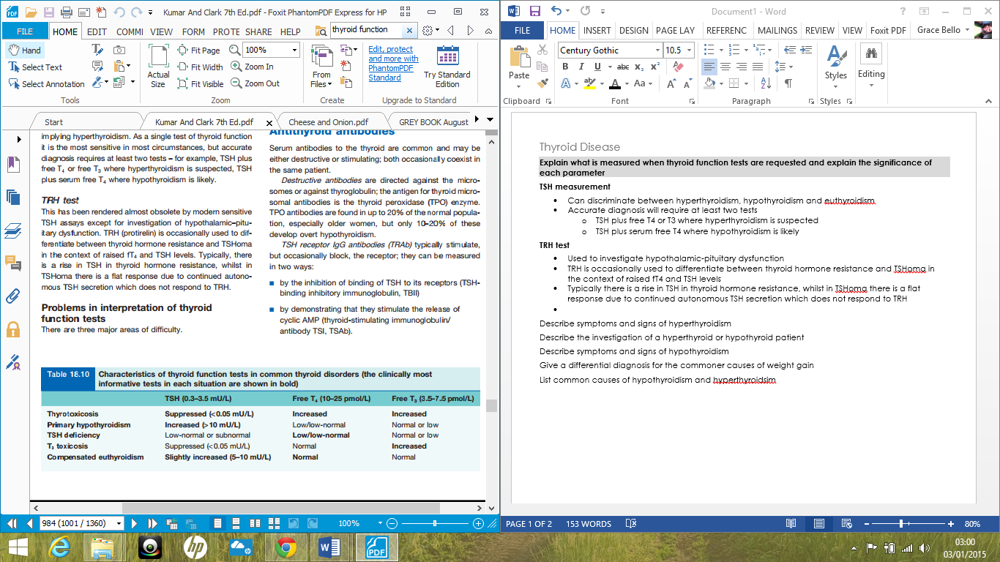 Kumar And Clark 7th Ed.pdf - Foxit PhantomPDF Express for HP
FILE HOME EDIT COMMI VIEW FORM PROTE SHARE HELP thyroid function
Hand
Select Text
Select Annotation
Tools
Actual
Size
Fit Page
Fit Width
Fit Visible
100%
Zoom In
Zoom Out
Zoom
From
Files
Create
Edit, protect
and more with
PhantomPDF
Standard
Try Standard
Edition
Upgrade to Standard
Start Kumar And Clark 7th Ed.pdf Cheese and Onion.pdf GREY BOOK August
implying hyperthyroidism. As a single test of thyroid function
it is the most sensitive in most circumstances, but accurate
diagnosis requires at least two tests – for example, TSH plus
free T4 or free T3 where hyperthyroidism is suspected, TSH
plus serum free T4 where hypothyroidism is likely.
TRH test
This has been rendered almost obsolete by modern sensitive
TSH assays except for investigation of hypothalamic–pitu-
itary dysfunction. TRH (protirelin) is occasionally used to dif-
ferentiate between thyroid hormone resistance and TSHoma
in the context of raised fT4 and TSH levels. Typically, there
is a rise in TSH in thyroid hormone resistance, whilst in
TSHoma there is a flat response due to continued autono-
mous TSH secretion which does not respond to TRH.
Problems in interpretation of thyroid
function tests
There are three major areas of difficulty.
Antithyroid antibodies
Serum antibodies to the thyroid are common and may be
either destructive or stimulating; both occasionally coexist in
the same patient.
Destructive antibodies are directed against the micro-
somes or against thyroglobulin; the antigen for thyroid micro-
somal antibodies is the thyroid peroxidase (TPO) enzyme.
TPO antibodies are found in up to 20% of the normal popula-
tion, especially older women, but only 10–20% of these
develop overt hypothyroidism.
TSH receptor IgG antibodies (TRAb) typically stimulate,
but occasionally block, the receptor; they can be measured
in two ways:
■ by the inhibition of binding of TSH to its receptors (TSH-
binding inhibitory immunoglobulin, TBII)
■ by demonstrating that they stimulate the release of
cyclic AMP (thyroid-stimulating immunoglobulin/
antibody TSI, TSAb).
Table 18.10 Characteristics of thyroid function tests in common thyroid disorders (the clinically most
informative tests in each situation are shown in bold)
TSH (0.3–3.5 mU/L) Free T4 (10–25 pmol/L) Free T3 (3.5–7.5 pmol/L)
Thyrotoxicosis Suppressed (<0.05 mU/L) Increased Increased
Primary hypothyroidism Increased (>10 mU/L) Low/low-normal Normal or low
TSH deficiency Low-normal or subnormal Low/low-normal Normal or low
T3 toxicosis Suppressed (<0.05 mU/L) Normal Increased
Compensated euthyroidism Slightly increased (5–10 mU/L) Normal Normal
984 (1001 / 1360) 100%
Document1 - Word
FILE HOME INSERT DESIGN PAGE LAY REFERENC MAILINGS REVIEW VIEW Foxit PDF Grace Bello
Paste
Clipboard
Century Gothic 10.5
B I U abc x2 x2
A ab A Aa A A
Font
Paragraph
Styles
Styles
Editing
Thyroid Disease
Explain what is measured when thyroid function tests are requested and explain the significance of
each parameter
TSH measurement
• Can discriminate between hyperthyroidism, hypothyroidism and euthyroidism
• Accurate diagnosis will require at least two tests
o TSH plus free T4 or T3 where hyperthyroidism is suspected
o TSH plus serum free T4 where hypothyroidism is likely
TRH test
• Used to investigate hypothalamic-pituitary dysfunction
• TRH is occasionally used to differentiate between thyroid hormone resistance and TSHoma in
the context of raised fT4 and TSH levels
• Typically there is a rise in TSH in thyroid hormone resistance, whilst in TSHoma there is a flat
response due to continued autonomous TSH secretion which does not respond to TRH
•
Describe symptoms and signs of hyperthyroidism
Describe the investigation of a hyperthyroid or hypothyroid patient
Describe symptoms and signs of hypothyroidism
Give a differential diagnosis for the commoner causes of weight gain
List common causes of hypothyroidism and hyperthyroidsim
PAGE 1 OF 2 153 WORDS 80%
03:00
03/01/2015